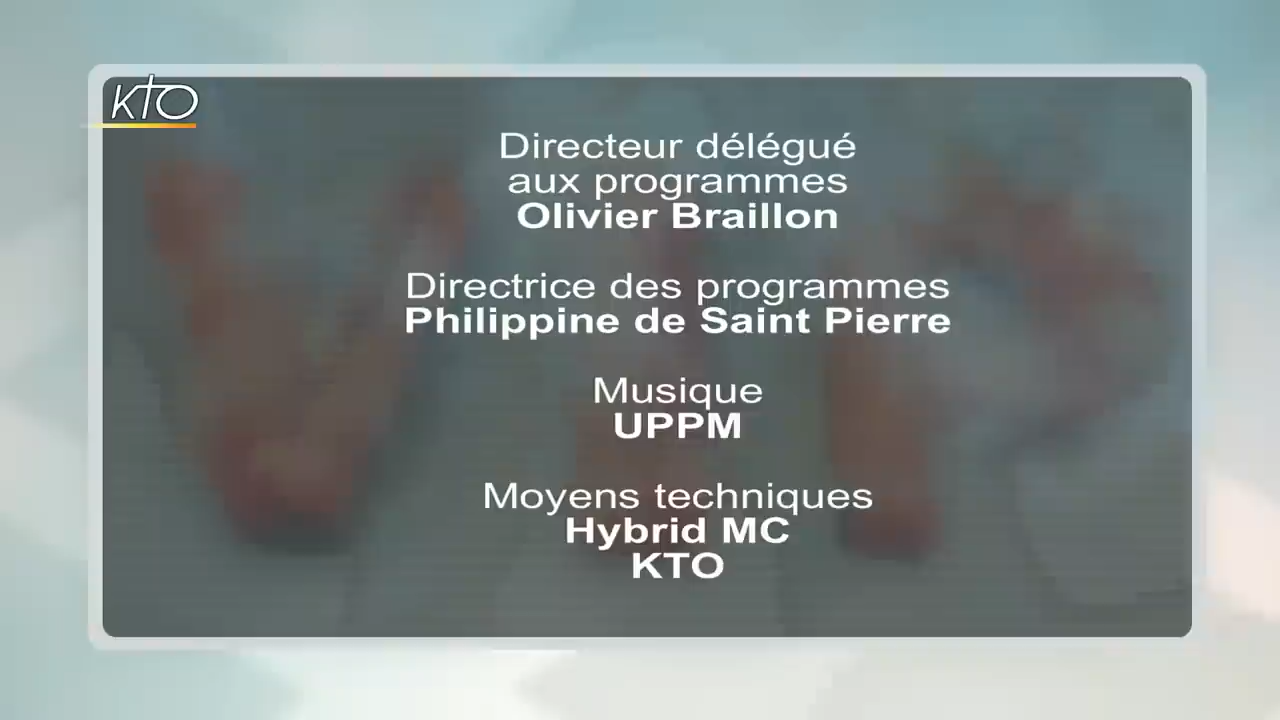 KTO
Directeur délégué
aux programmes
Olivier Braillon
Directrice des programmes
Philippine de Saint Pierre
Musique
UPPM
Moyens techniques
Hybrid MC
KTO